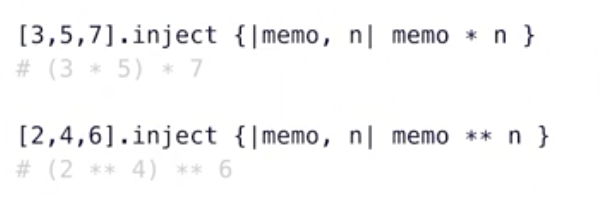 [3,5,7].inject {|memo, n| memo * n }
# (3 * 5) * 7
[2,4,6].inject {|memo, n| memo ** n }
# (2 ** 4) ** 6